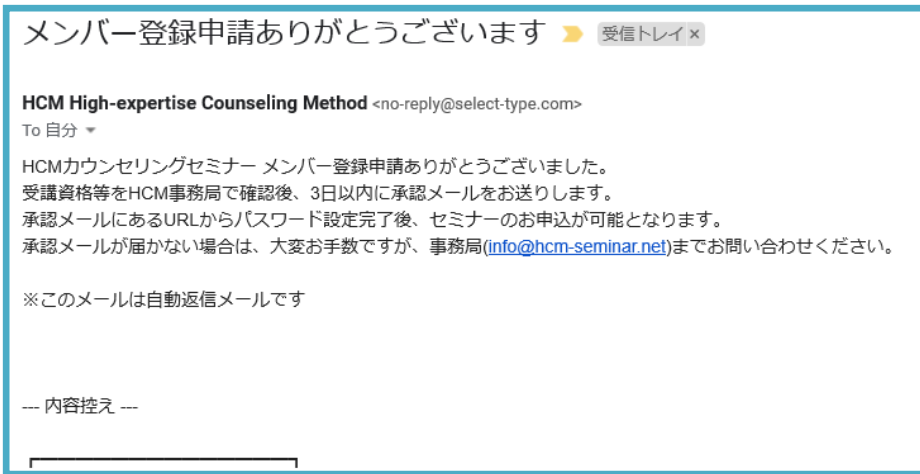 メンバー登録申請ありがとうございます 受信トレイ ×
HCM High-expertise Counseling Method <no-reply@select-type.com>
To 自分
HCMカウンセリングセミナー メンバー登録申請ありがとうございました。
受講資格等をHCM事務局で確認後、3日以内に承認メールをお送りします。
承認メールにあるURLからパスワード設定完了後、セミナーのお申込が可能となります。
承認メールが届かない場合は、大変お手数ですが、事務局(info@hcm-seminar.net)までお問い合わせください。
※このメールは自動返信メールです
--- 内容控え ---